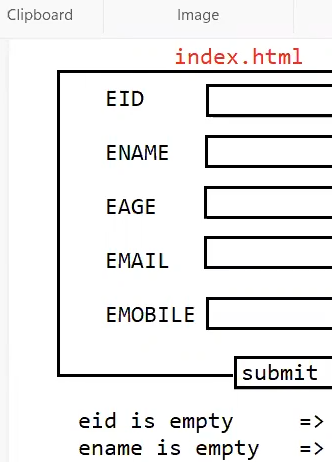 Clipboard Image
index.html
EID
ENAME
EAGE
EMAIL
EMOBILE
submit
eid is empty =>
ename is empty =>